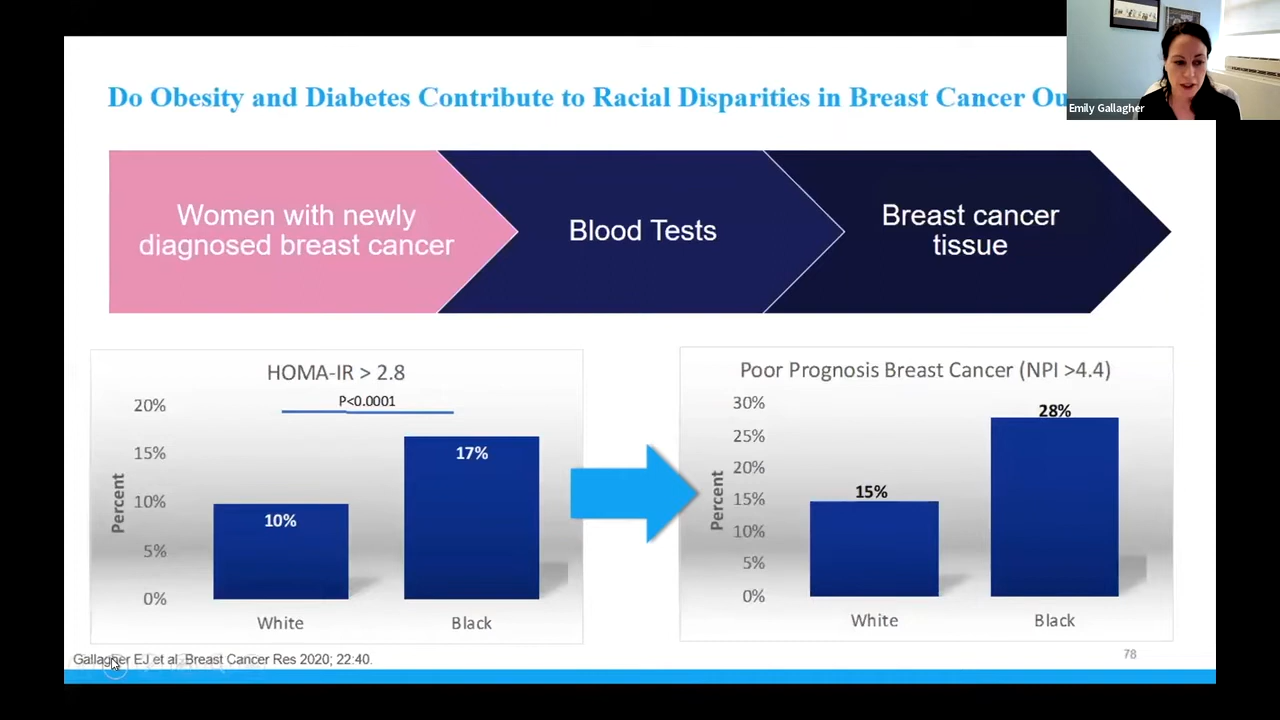 Do Obesity and Diabetes Contribute to Racial Disparities in Breast Cancer Ou
Emily Gallagher
Women with newly
diagnosed breast cancer
Blood Tests
Breast cancer
tissue
HOMA-IR > 2.8
P<0.0001
20%
15%
10%
5%
0%
Percent
10%
17%
White
Black
Poor Prognosis Breast Cancer (NPI >4.4)
30%
25%
20%
15%
10%
5%
0%
Percent
15%
28%
White
Black
Gallagher EJ et al Breast Cancer Res 2020; 22:40.
78